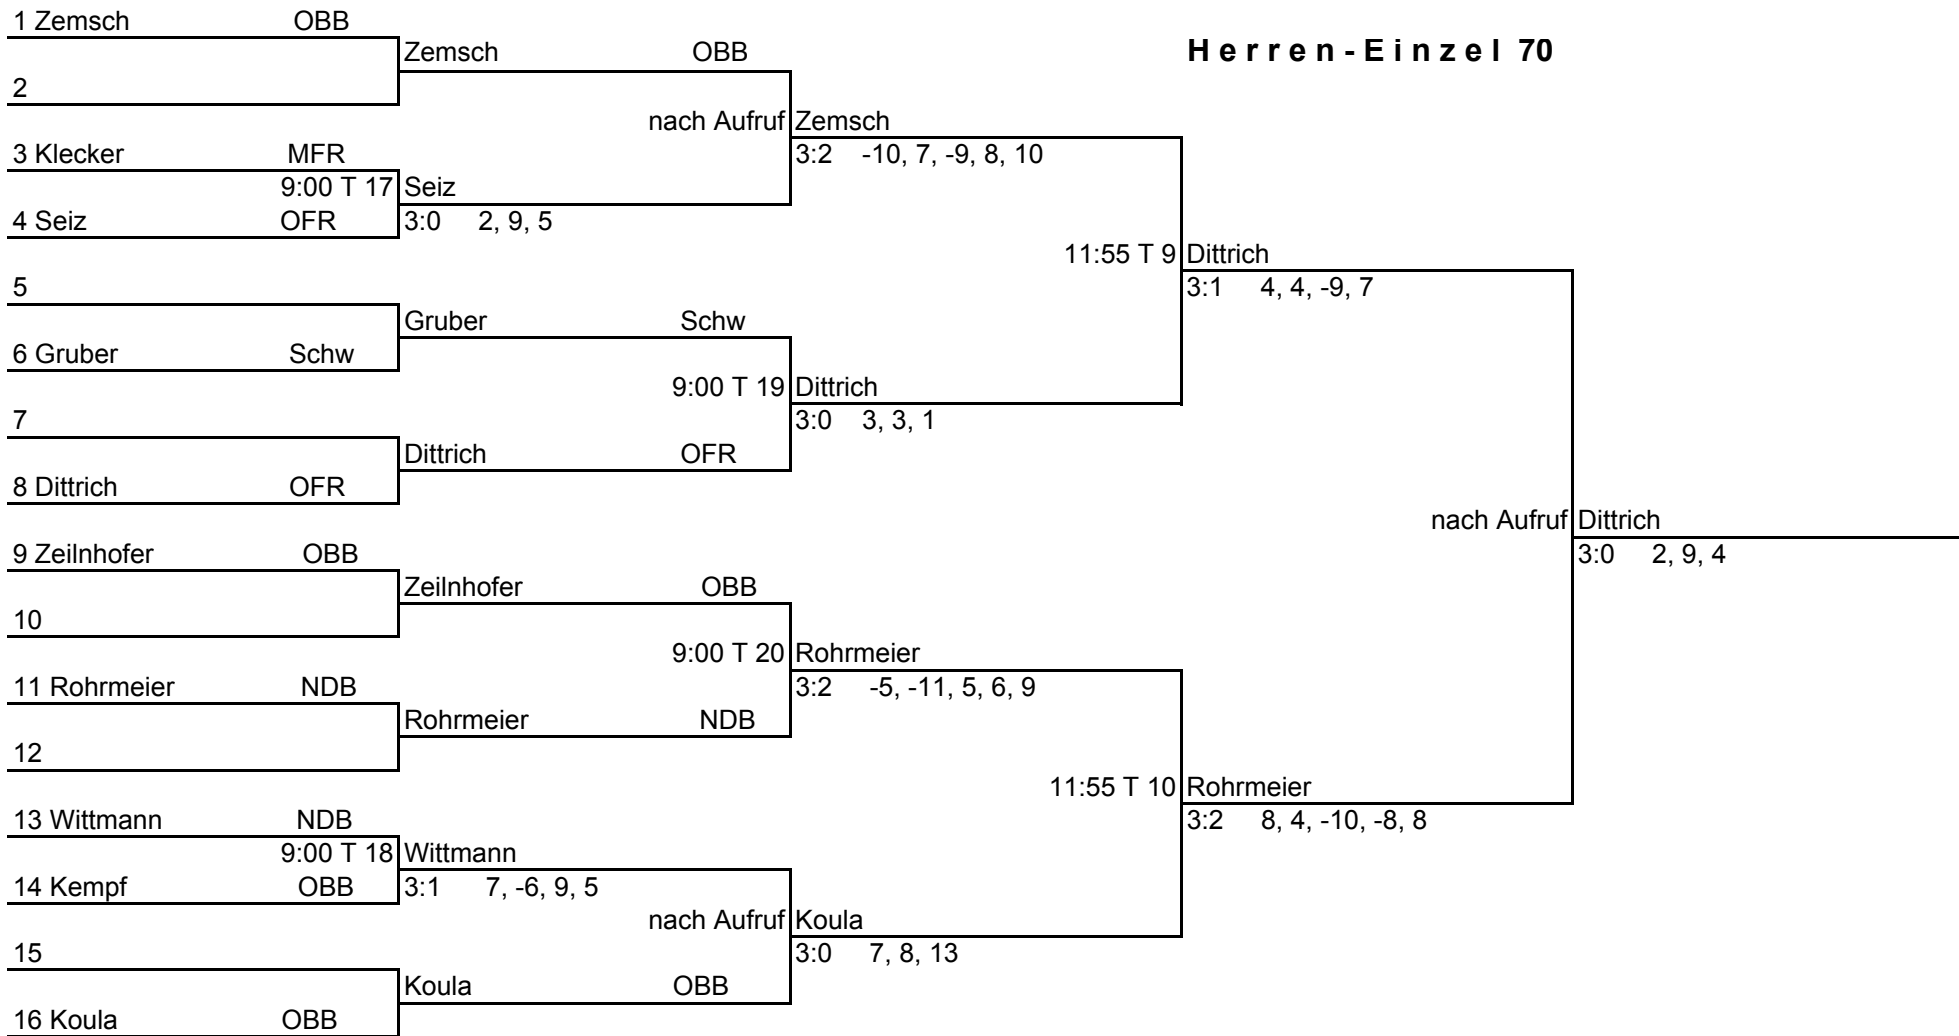 1 Zemsch OBB
Zemsch OBB
H e r r e n - E i n z e l 70
2
nach Aufruf Zemsch
3 Klecker MFR
3:2 -10, 7, -9, 8, 10
9:00 T 17 Seiz
4 Seiz OFR
3:0 2, 9, 5
11:55 T 9 Dittrich
5
3:1 4, 4, -9, 7
Gruber Schw
6 Gruber Schw
9:00 T 19 Dittrich
7
3:0 3, 3, 1
Dittrich OFR
8 Dittrich OFR
nach Aufruf Dittrich
9 Zeilnhofer OBB
3:0 2, 9, 4
Zeilnhofer OBB
10
9:00 T 20 Rohrmeier
11 Rohrmeier NDB
3:2 -5, -11, 5, 6, 9
Rohrmeier NDB
12
11:55 T 10 Rohrmeier
13 Wittmann NDB
3:2 8, 4, -10, -8, 8
9:00 T 18 Wittmann
14 Kempf OBB
3:1 7, -6, 9, 5
nach Aufruf Koula
15
3:0 7, 8, 13
Koula OBB
16 Koula OBB